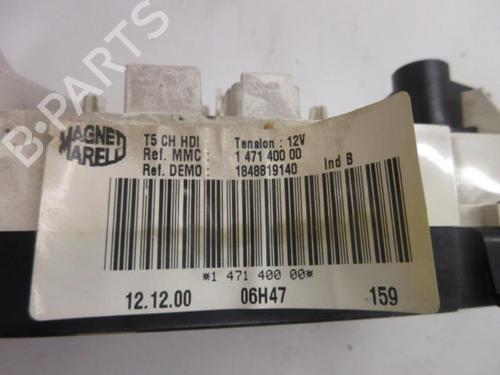 MAGNETI
MARELLI
T5 CH HDI Tension : 12V
Ref. MMC : 1 471 400 00
Ref. DEMO : 1848819140 Ind B
*1 471 400 00*
12.12.00 06H47 159
B-PARTS